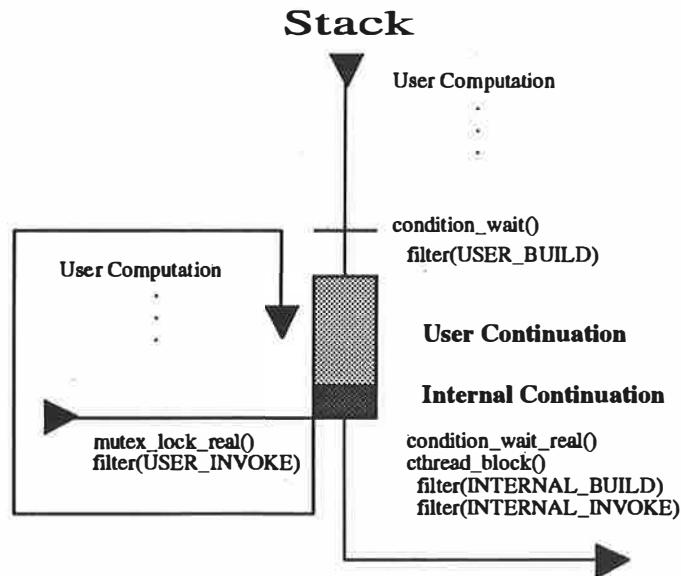 Stack
User Computation
condition_wait()
filter(USER_BUILD)
User Computation
User Continuation
Internal Continuation
mutex_lock_real()
filter(USER_INVOKE)
condition_wait_real()
cthread_block()
filter(INTERNAL_BUILD)
filter(INTERNAL_INVOKE)